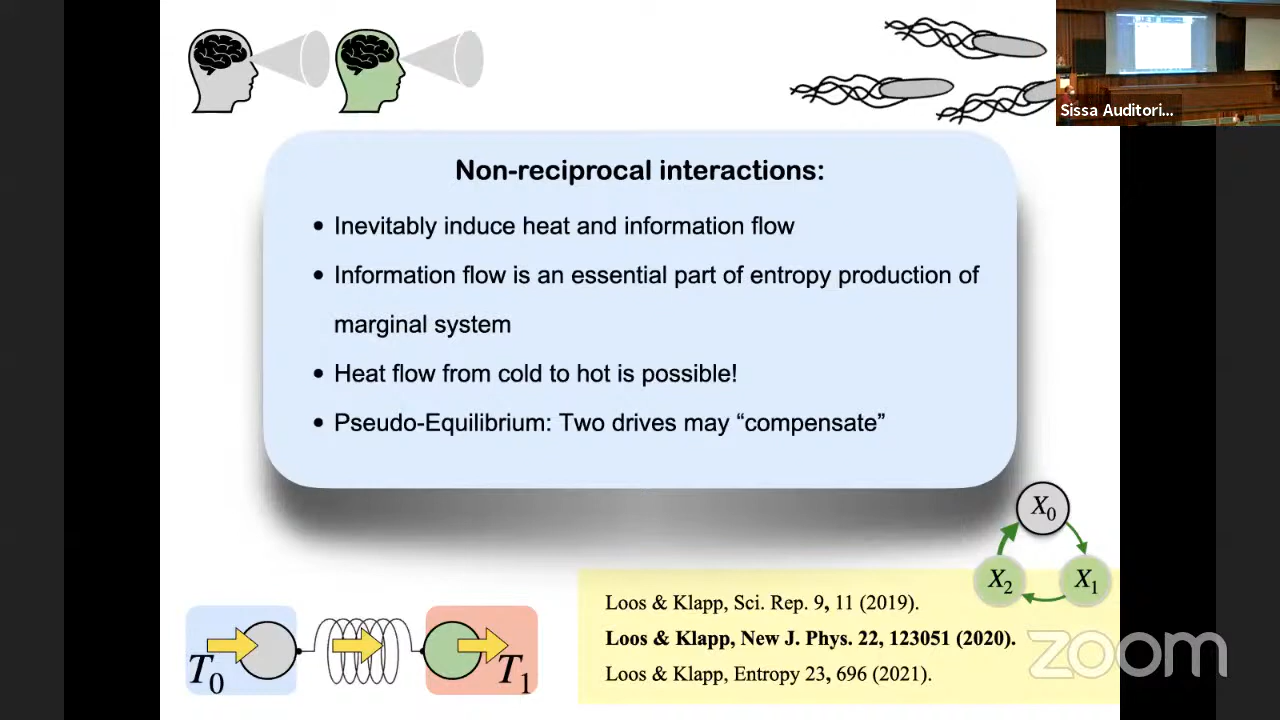 Sissa Auditori...
Non-reciprocal interactions:
• Inevitably induce heat and information flow
• Information flow is an essential part of entropy production of
marginal system
• Heat flow from cold to hot is possible!
• Pseudo-Equilibrium: Two drives may “compensate”
X0
X2
X1
T0
T1
Loos & Klapp, Sci. Rep. 9, 11 (2019).
Loos & Klapp, New J. Phys. 22, 123051 (2020).
Loos & Klapp, Entropy 23, 696 (2021).
zoom